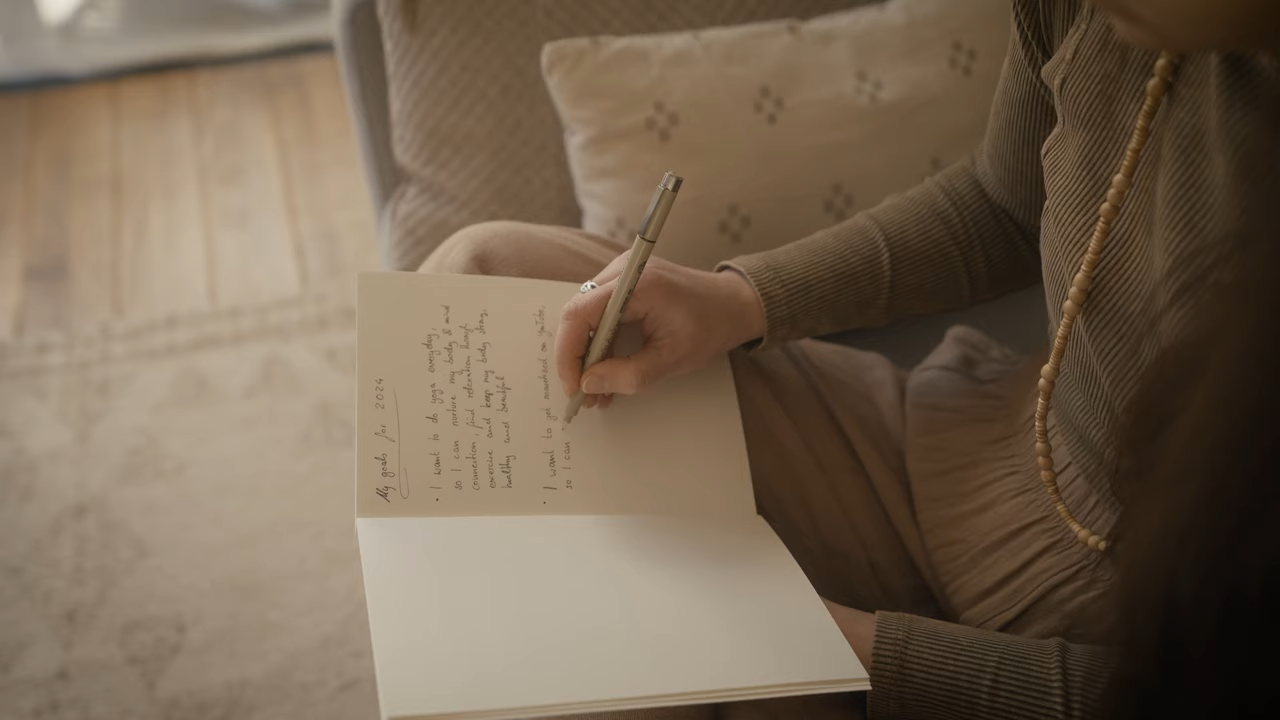 My goals for 2024
• I want to do yoga everyday,
so I can nurture my body & mind
connection, find relaxation through
exercise and keep my body strong,
healthy and beautiful
• I want to get monetized on youtube,
so I can